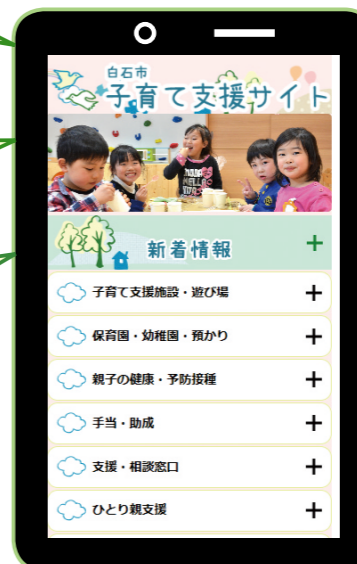 白石市
子育て支援サイト
新着情報
子育て支援施設・遊び場
保育園・幼稚園・預かり
親子の健康・予防接種
手当・助成
支援・相談窓口
ひとり親支援